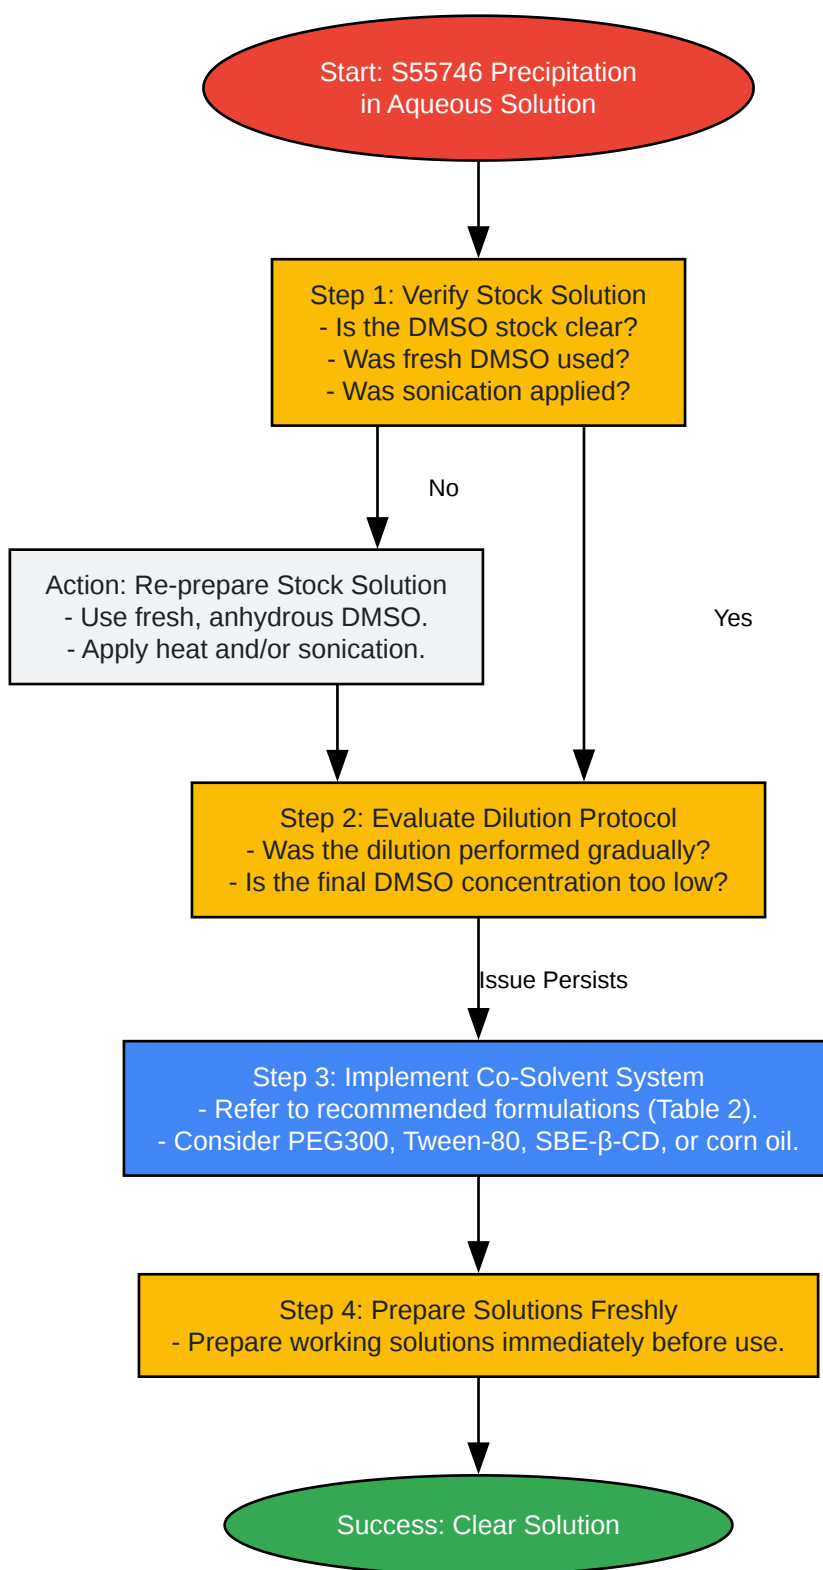 Start: S55746 Precipitation
in Aqueous Solution
Step 1: Verify Stock Solution
- Is the DMSO stock clear?
- Was fresh DMSO used?
- Was sonication applied?
No
Action: Re-prepare Stock Solution
- Use fresh, anhydrous DMSO.
- Apply heat and/or sonication.
Yes
Step 2: Evaluate Dilution Protocol
- Was the dilution performed gradually?
- Is the final DMSO concentration too low?
Issue Persists
Step 3: Implement Co-Solvent System
- Refer to recommended formulations (Table 2).
- Consider PEG300, Tween-80, SBE-β-CD, or corn oil.
Step 4: Prepare Solutions Freshly
- Prepare working solutions immediately before use.
Success: Clear Solution